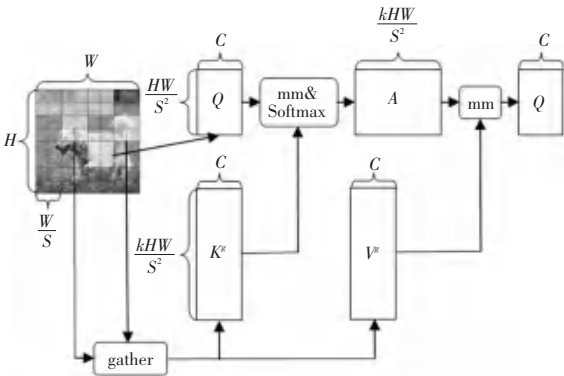 W
H
W/S
HW/S²
C
Q
mm&
Softmax
kHW/S²
A
mm
C
Q
kHW/S²
C
Kᵍ
C
Vᵍ
gather